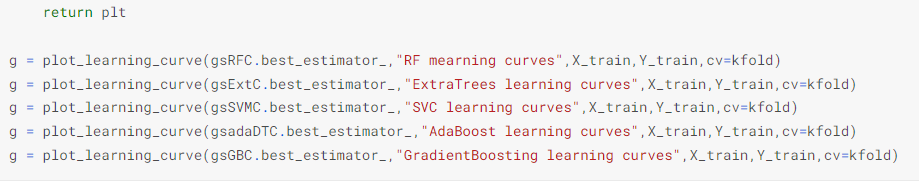 return plt
g = plot_learning_curve(gsRFC.best_estimator_,"RF mearning curves",X_train,Y_train,cv=kfold)
g = plot_learning_curve(gsExtC.best_estimator_,"ExtraTrees learning curves",X_train,Y_train,cv=kfold)
g = plot_learning_curve(gsSVMC.best_estimator_,"SVC learning curves",X_train,Y_train,cv=kfold)
g = plot_learning_curve(gsadaDTC.best_estimator_,"AdaBoost learning curves",X_train,Y_train,cv=kfold)
g = plot_learning_curve(gsGBC.best_estimator_,"GradientBoosting learning curves",X_train,Y_train,cv=kfold)